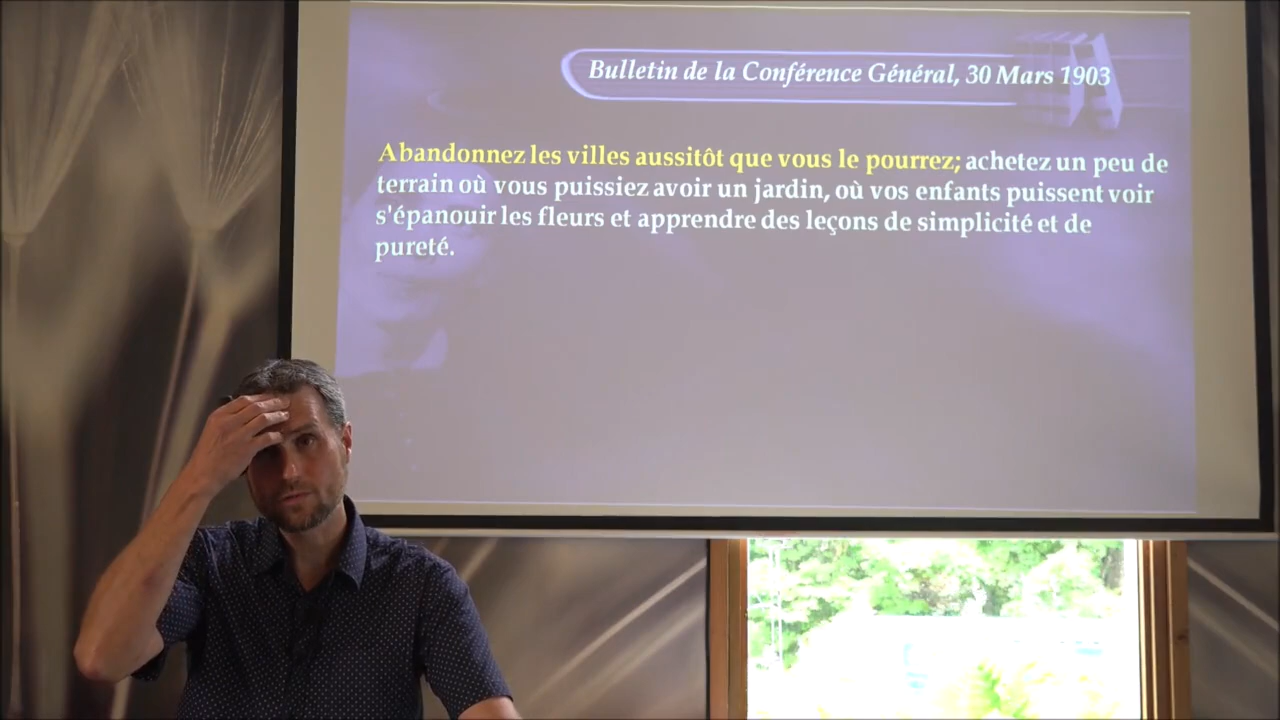 Bulletin de la Conférence Général, 30 Mars 1903
Abandonnez les villes aussitôt que vous le pourrez; achetez un peu de
terrain où vous puissiez avoir un jardin, où vos enfants puissent voir
s'épanouir les fleurs et apprendre des leçons de simplicité et de
pureté.